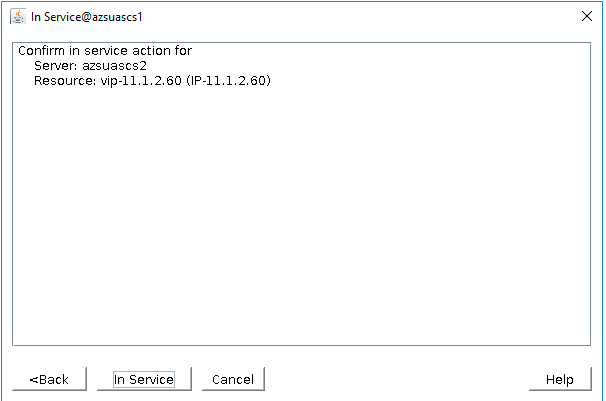 In Service@azsuascs1
Confirm in service action for
Server: azsuascs2
Resource: vip-11.1.2.60 (IP-11.1.2.60)
<Back
In Service
Cancel
Help